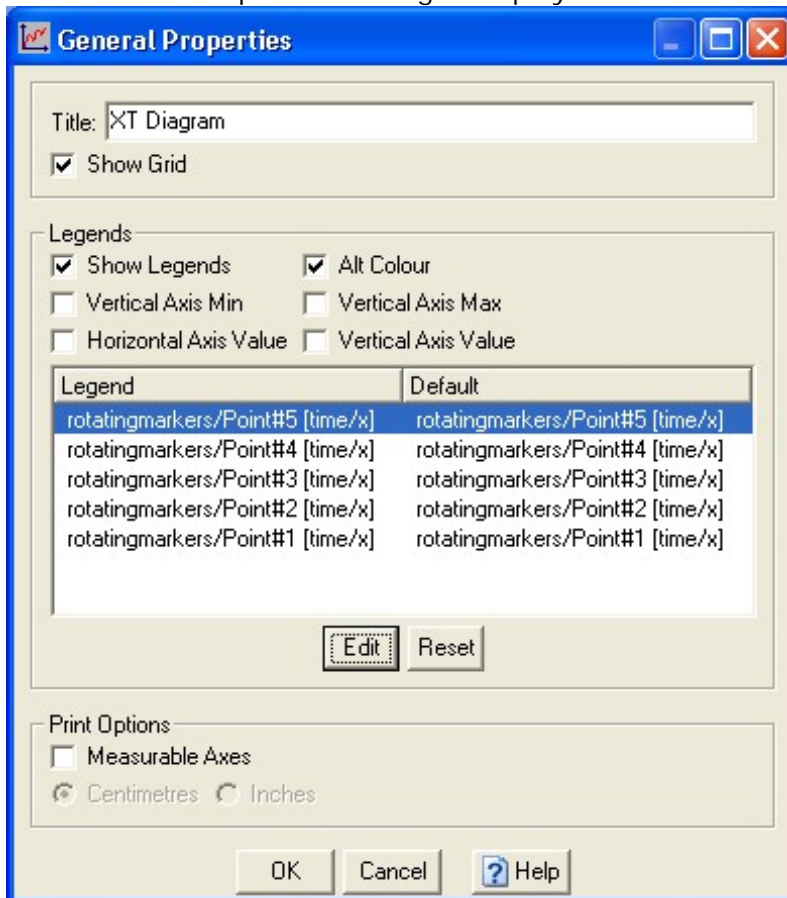 General Properties
Title: XT Diagram
Show Grid
Legends
Show Legends Alt Colour
Vertical Axis Min Vertical Axis Max
Horizontal Axis Value Vertical Axis Value
Legend Default
rotatingmarkers/Point#5 [time/x] rotatingmarkers/Point#5 [time/x]
rotatingmarkers/Point#4 [time/x] rotatingmarkers/Point#4 [time/x]
rotatingmarkers/Point#3 [time/x] rotatingmarkers/Point#3 [time/x]
rotatingmarkers/Point#2 [time/x] rotatingmarkers/Point#2 [time/x]
rotatingmarkers/Point#1 [time/x] rotatingmarkers/Point#1 [time/x]
Edit Reset
Print Options
Measurable Axes
Centimetres Inches
OK Cancel Help